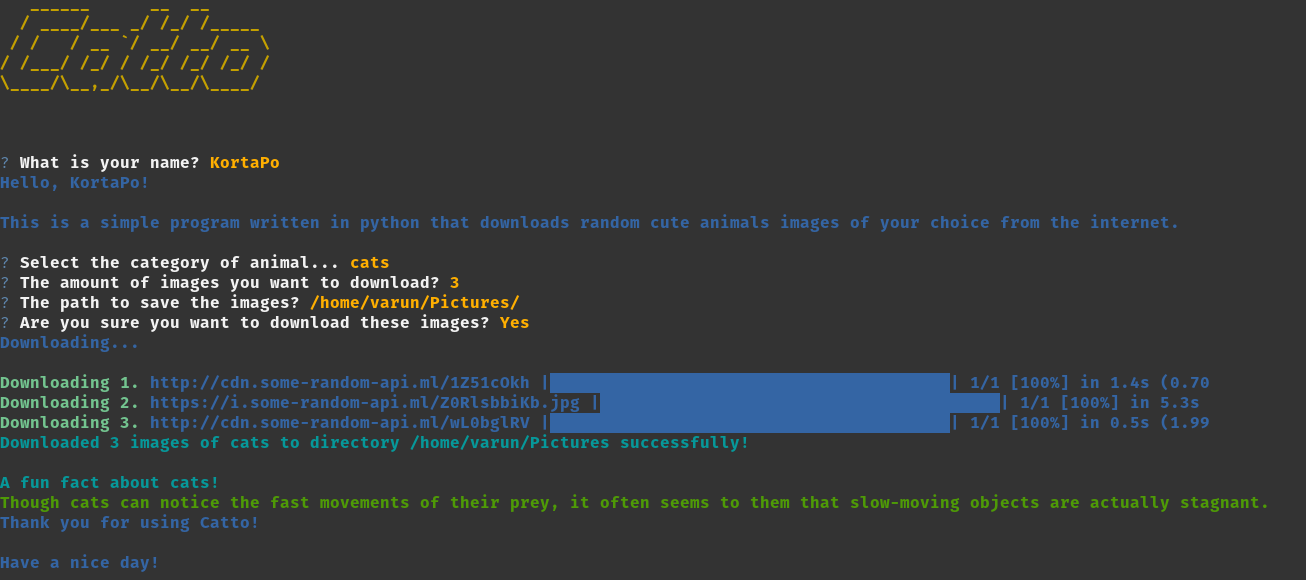 Catto
? What is your name? KortaPo
Hello, KortaPo!
This is a simple program written in python that downloads random cute animals images of your choice from the internet.
? Select the category of animal... cats
? The amount of images you want to download? 3
? The path to save the images? /home/varun/Pictures/
? Are you sure you want to download these images? Yes
Downloading...
Downloading 1. http://cdn.some-random-api.ml/1Z51cOkh | | 1/1 [100%] in 1.4s (0.70
Downloading 2. https://i.some-random-api.ml/Z0RlsbbiKb.jpg | | 1/1 [100%] in 5.3s
Downloading 3. http://cdn.some-random-api.ml/wL0bglRV | | 1/1 [100%] in 0.5s (1.99
Downloaded 3 images of cats to directory /home/varun/Pictures successfully!
A fun fact about cats!
Though cats can notice the fast movements of their prey, it often seems to them that slow-moving objects are actually stagnant.
Thank you for using Catto!
Have a nice day!